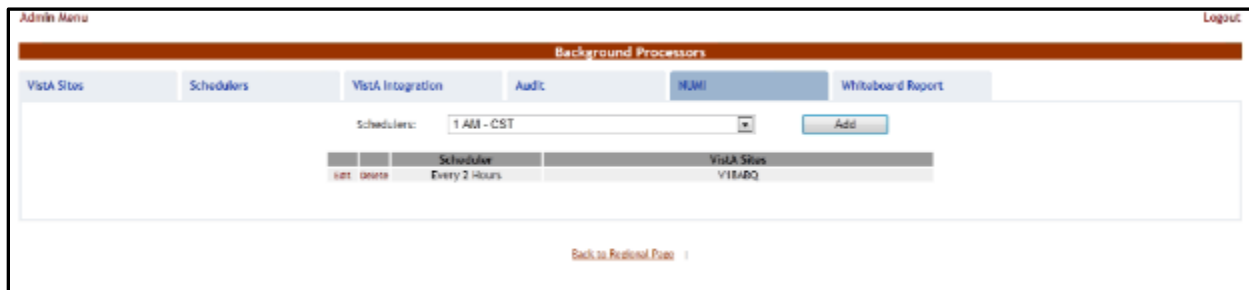 Admin Menu Logout
Background Processors
VistA Sites Schedulers VistA Integration Audit NUMI Whiteboard Report
Schedulers: 1 AM - CST Add
Scheduler VistA Sites
Edit Delete Every 2 Hours V18ABQ
Back to Regional Page |